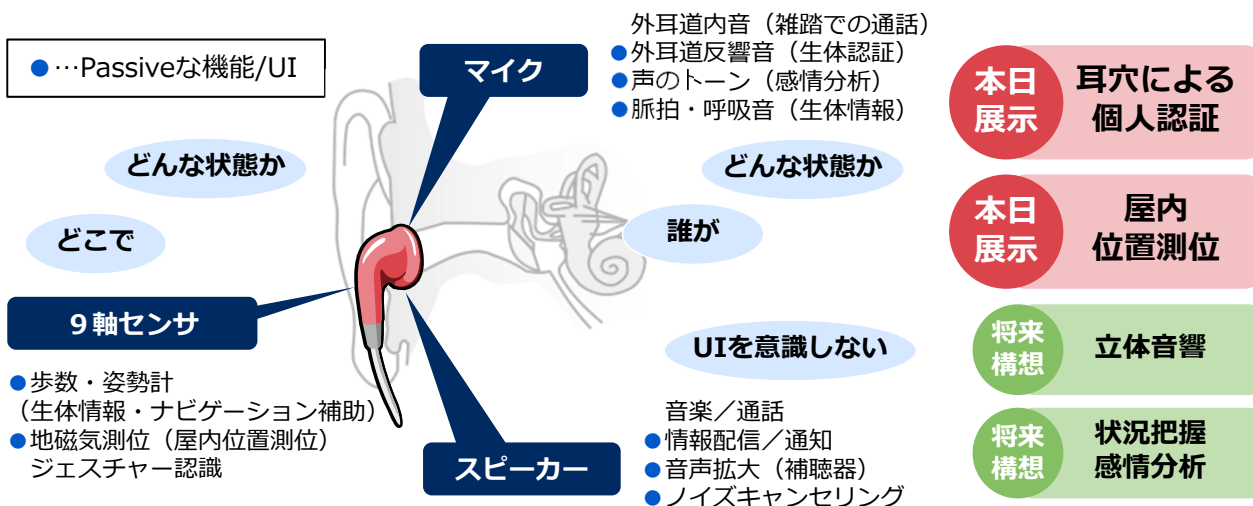 ●…Passiveな機能/UI
マイク
外耳道内音（雑踏での通話）
●外耳道反響音（生体認証）
●声のトーン（感情分析）
●脈拍・呼吸音（生体情報）
どんな状態か
どこで
どんな状態か
誰が
９軸センサ
●歩数・姿勢計
（生体情報・ナビゲーション補助）
●地磁気測位（屋内位置測位）
ジェスチャー認識
UIを意識しない
スピーカー
音楽／通話
●情報配信／通知
●音声拡大（補聴器）
●ノイズキャンセリング
本日
展示
耳穴による
個人認証
本日
展示
屋内
位置測位
将来
構想
立体音響
将来
構想
状況把握
感情分析